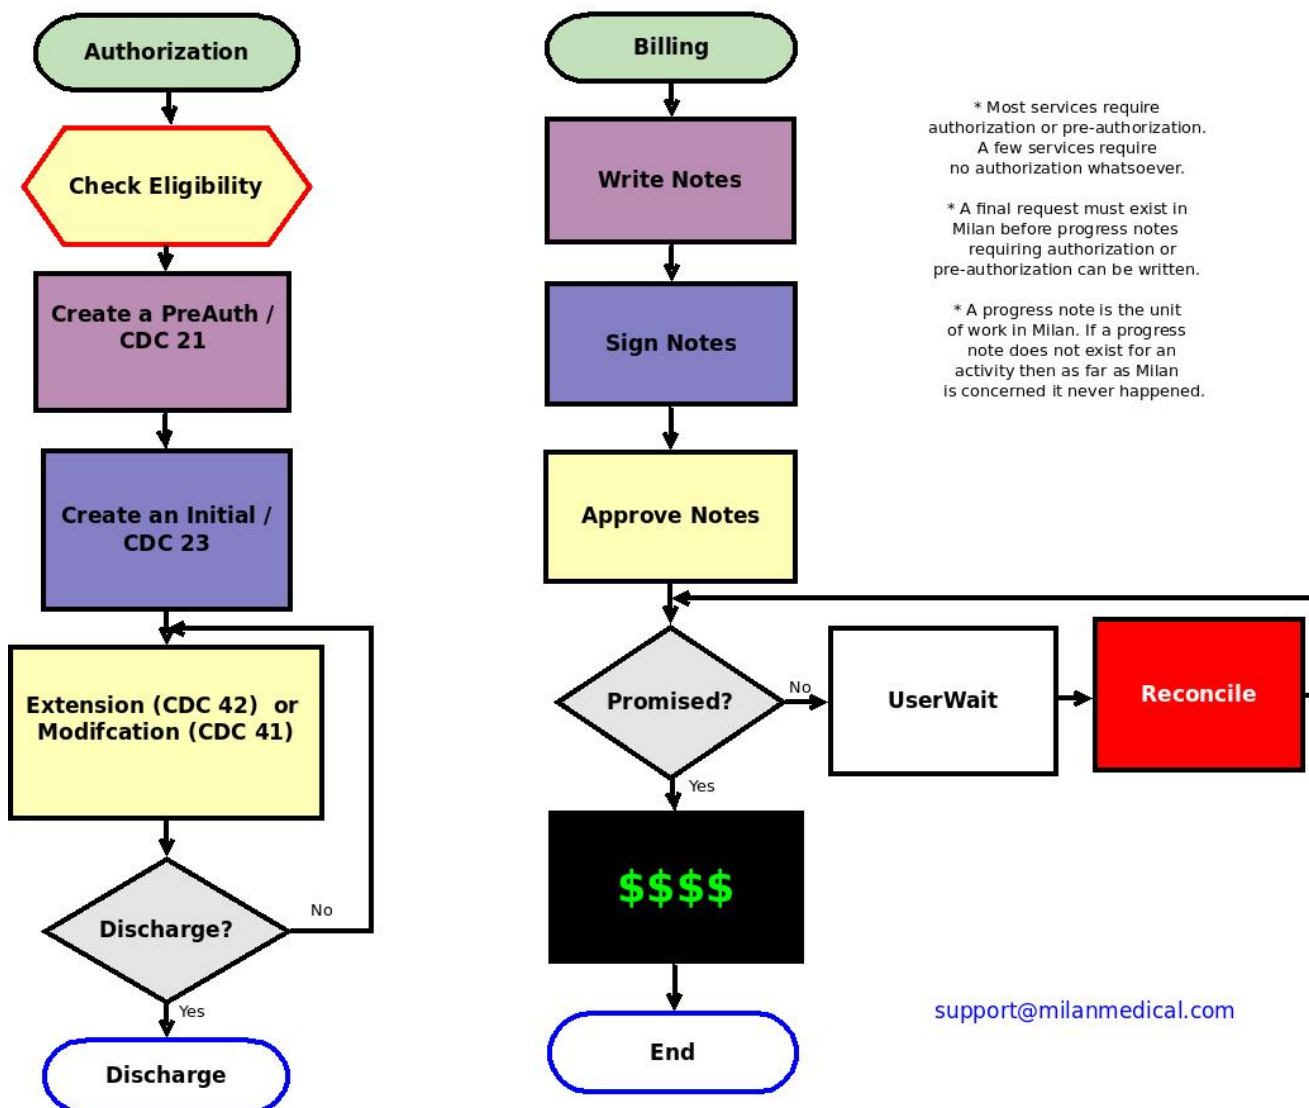 Authorization
Check Eligibility
Create a PreAuth /
CDC 21
Create an Initial /
CDC 23
Extension (CDC 42)  or
Modifcation (CDC 41)
Discharge?
No
Yes
Discharge
Billing
Write Notes
Sign Notes
Approve Notes
Promised?
No
UserWait
Reconcile
Yes
$$$$
End
* Most services require
authorization or pre-authorization.
A few services require
no authorization whatsoever.
* A final request must exist in
Milan before progress notes
requiring authorization or
pre-authorization can be written.
* A progress note is the unit
of work in Milan. If a progress
note does not exist for an
activity then as far as Milan
is concerned it never happened.
support@milanmedical.com